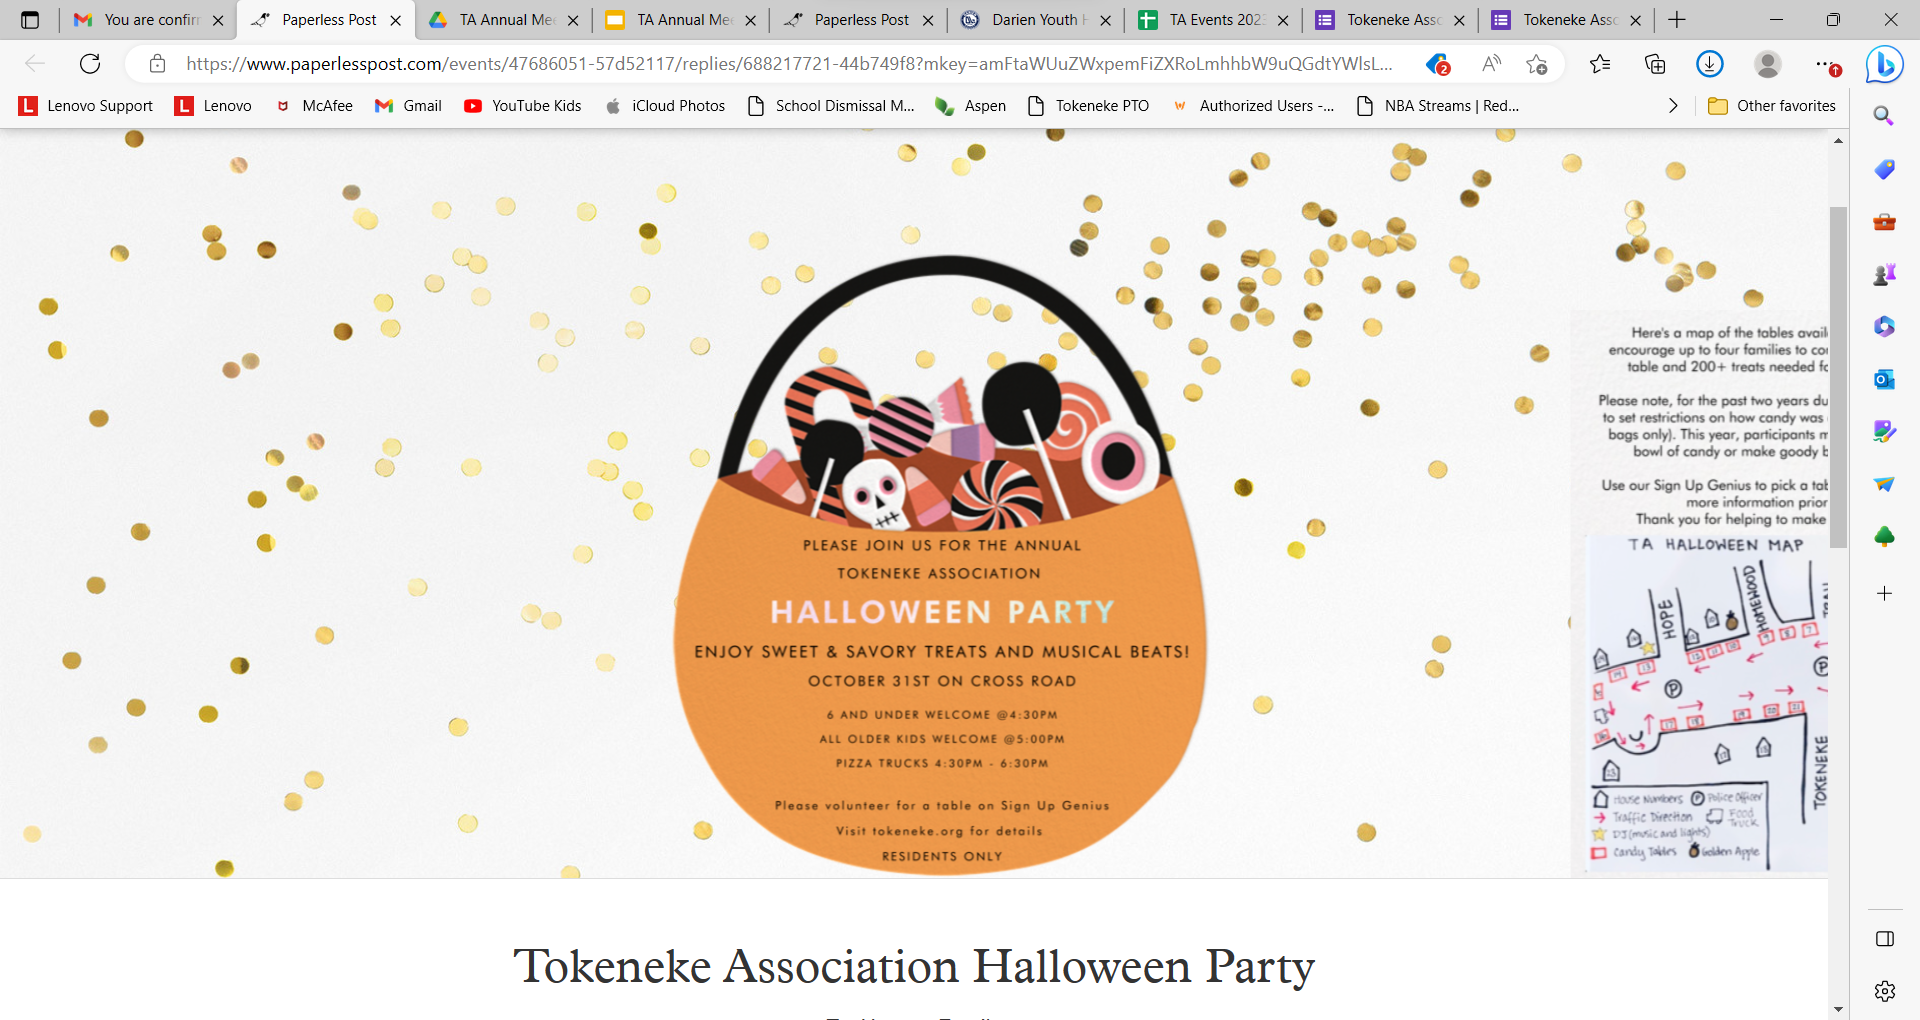 You are confir
Paperless Post
TA Annual Me
TA Annual Me
Paperless Post
Darien Youth H
TA Events 202
Tokeneke Asso
Tokeneke Asso
https://www.paperlesspost.com/events/47686051-57d52117/replies/688217721-44b749f8?mkey=amFtaWUuZWxpemFiZXRoLmhhbW9uQGdtYWlsL...
2
Lenovo Support
Lenovo
McAfee
Gmail
YouTube Kids
iCloud Photos
School Dismissal M...
Aspen
Tokeneke PTO
Authorized Users -...
NBA Streams | Red...
Other favorites
PLEASE JOIN US FOR THE ANNUAL
TOKENEKE ASSOCIATION
HALLOWEEN PARTY
ENJOY SWEET & SAVORY TREATS AND MUSICAL BEATS!
OCTOBER 31ST ON CROSS ROAD
6 AND UNDER WELCOME @4:30PM
ALL OLDER KIDS WELCOME @5:00PM
PIZZA TRUCKS 4:30PM - 6:30PM
Please volunteer for a table on Sign Up Genius
Visit tokeneke.org for details
RESIDENTS ONLY
Here's a map of the tables avail
encourage up to four families to co
table and 200+ treats needed fo
Please note, for the past two years du
to set restrictions on how candy was
bags only). This year, participants m
bowl of candy or make goody b
Use our Sign Up Genius to pick a tab
more information prior
Thank you for helping to make
TA HALLOWEEN MAP
HOPE
HOMEWOOD
TOKENEKE
P
House Numbers
P Police Officer
Traffic Direction
Food Truck
DJ (music and lights)
Candy Tables
Golden Apple
Tokeneke Association Halloween Party